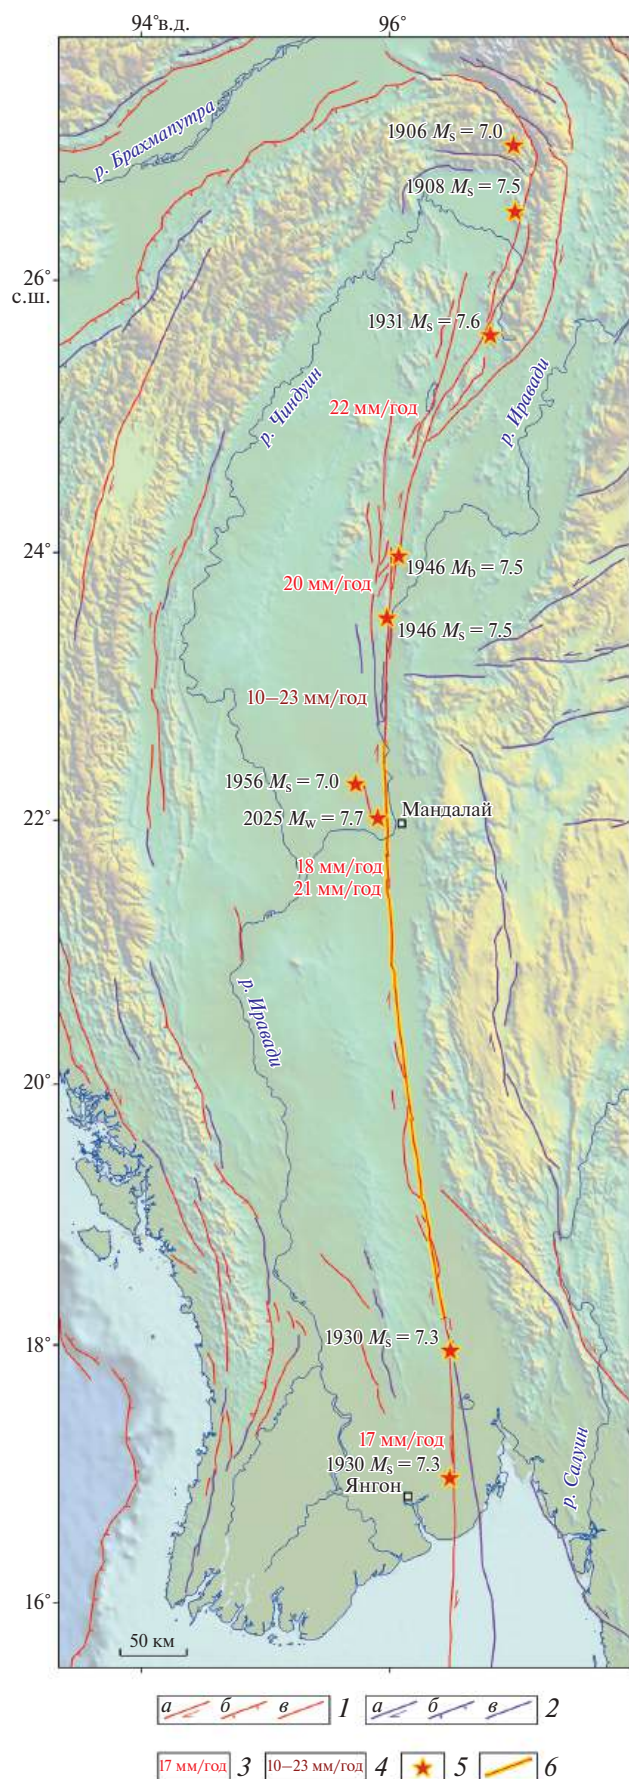 94°в.д.
96°
р. Брахмапутра
1906 Ms = 7.0
1908 Ms = 7.5
26°
с.ш.
1931 Ms = 7.6
р. Чиндуин
р. Иравади
22 мм/год
24°
1946 Mb = 7.5
20 мм/год
1946 Ms = 7.5
10–23 мм/год
1956 Ms = 7.0
2025 Mw = 7.7
Мандалай
22°
18 мм/год
21 мм/год
р. Иравади
20°
1930 Ms = 7.3
18°
17 мм/год
1930 Ms = 7.3
Янгон
р. Салуин
16°
50 км
а б в 1 а б в 2
17 мм/год 3 10–23 мм/год 4 5 6